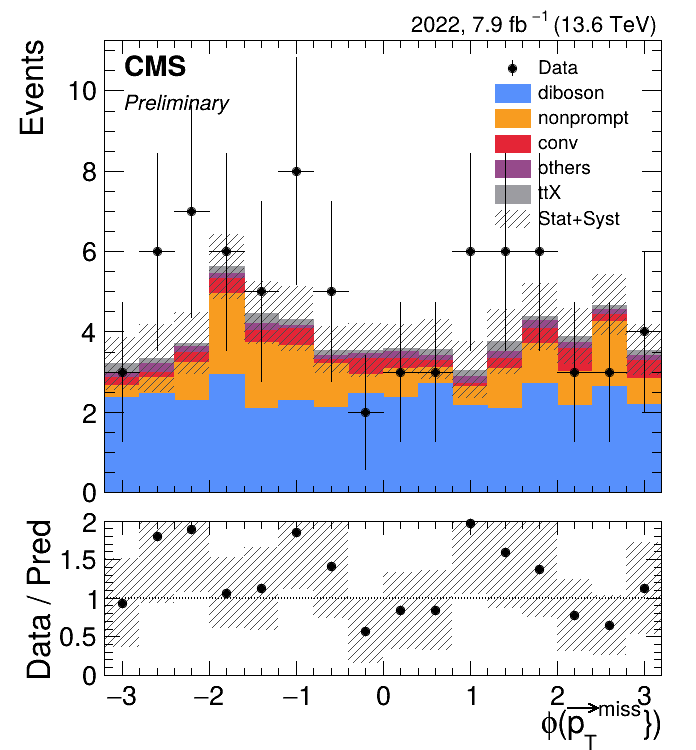 2022, 7.9 fb⁻¹ (13.6 TeV)
Events
CMS
Preliminary
Data
diboson
nonprompt
conv
others
ttX
Stat+Syst
10
8
6
4
2
0
Data / Pred
2
1.5
1
0.5
0
−3 −2 −1 0 1 2 3
ϕ(p⃗_T^miss})